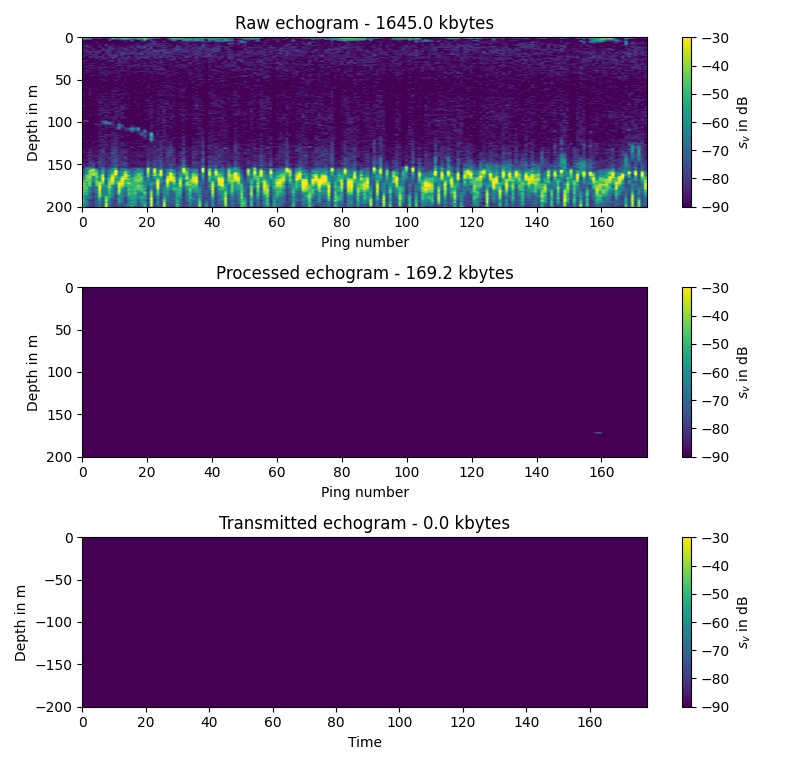 Raw echogram - 1645.0 kbytes
0
50
100
150
200
Depth in m
0 20 40 60 80 100 120 140 160
Ping number
−30
−40
−50
−60
−70
−80
−90
sv in dB
Processed echogram - 169.2 kbytes
0
50
100
150
200
Depth in m
0 20 40 60 80 100 120 140 160
Ping number
−30
−40
−50
−60
−70
−80
−90
sv in dB
Transmitted echogram - 0.0 kbytes
0
−50
−100
−150
−200
Depth in m
0 20 40 60 80 100 120 140 160
Time
−30
−40
−50
−60
−70
−80
−90
sv in dB